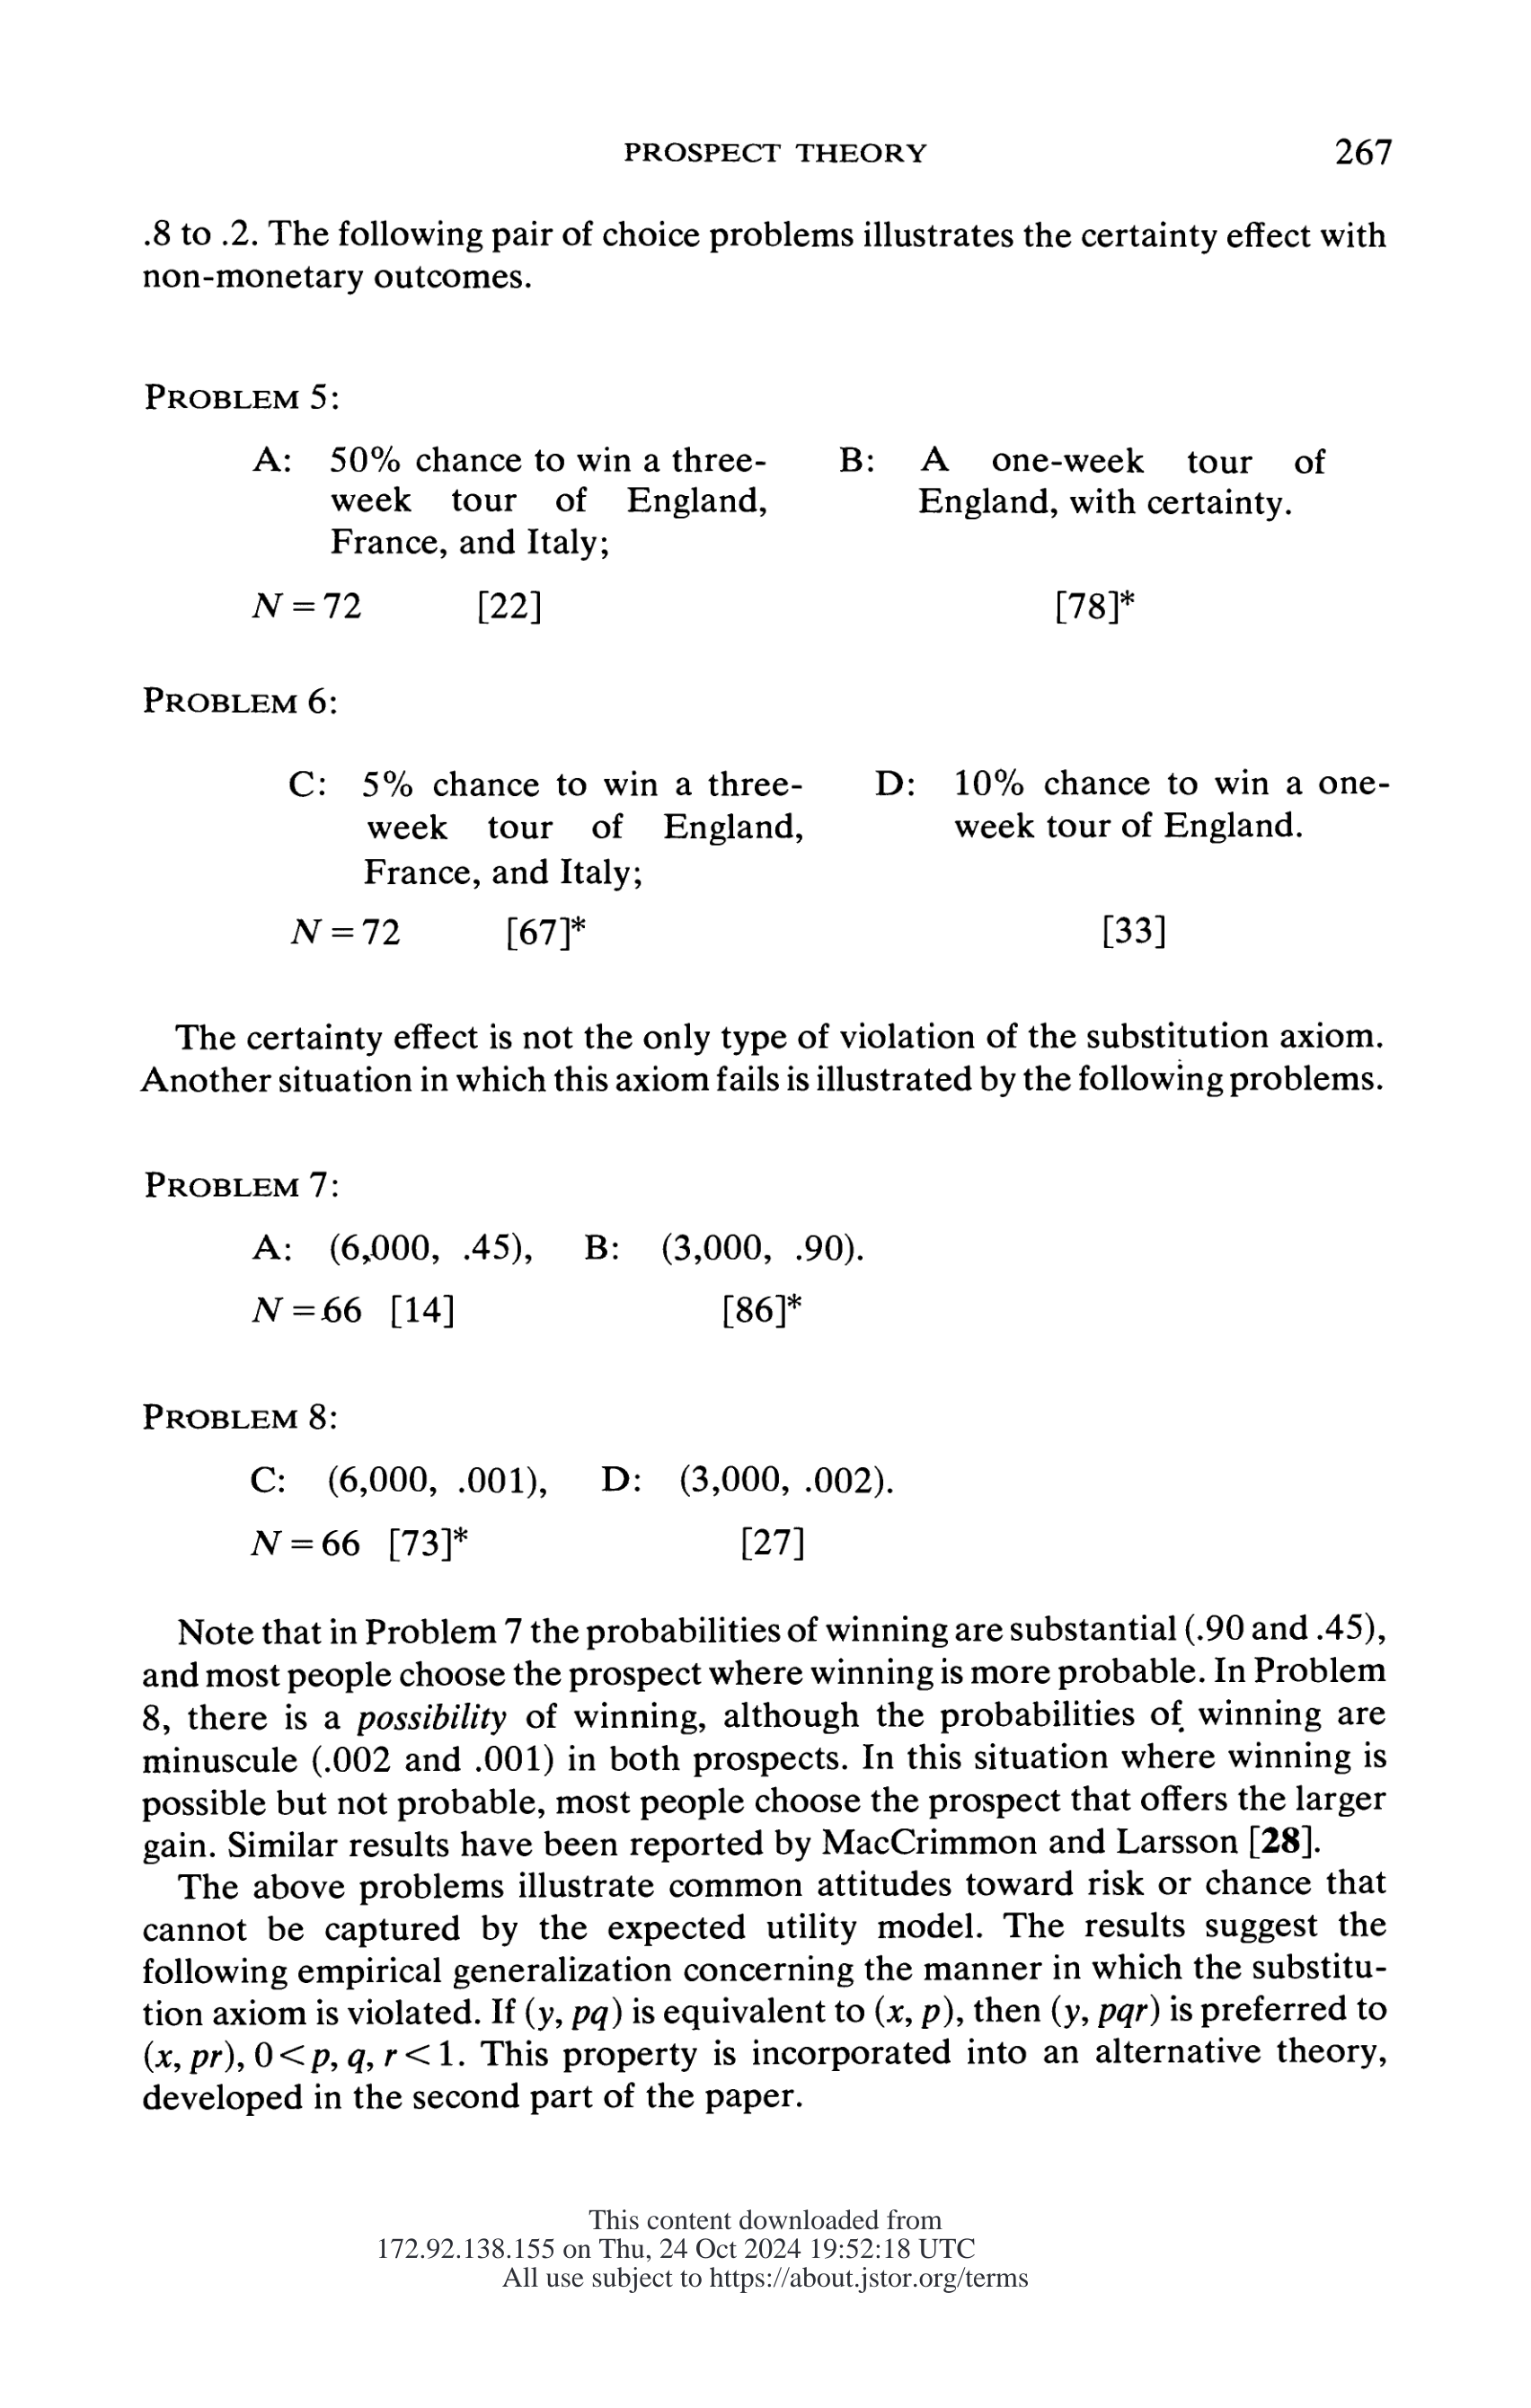 PROSPECT THEORY 267
.8 to .2. The following pair of choice problems illustrates the certainty effect with
non-monetary outcomes.
PROBLEM 5:
A: 50% chance to win a three- B: A one-week tour of
week tour of England, England, with certainty.
France, and Italy;
N = 72 [22] [78]*
PROBLEM 6:
C: 5% chance to win a three- D: 10% chance to win a one-
week tour of England, week tour of England.
France, and Italy;
N = 72 [67]* [33]
The certainty effect is not the only type of violation of the substitution axiom.
Another situation in which this axiom fails is illustrated by the following problems.
PROBLEM 7:
A: (6,000, .45), B: (3,000, .90).
N = 66 [14] [86]*
PROBLEM 8:
C: (6,000, .001), D: (3,000, .002).
N = 66 [73]* [27]
Note that in Problem 7 the probabilities of winning are substantial (.90 and .45),
and most people choose the prospect where winning is more probable. In Problem
8, there is a possibility of winning, although the probabilities of winning are
minuscule (.002 and .001) in both prospects. In this situation where winning is
possible but not probable, most people choose the prospect that offers the larger
gain. Similar results have been reported by MacCrimmon and Larsson [28].
The above problems illustrate common attitudes toward risk or chance that
cannot be captured by the expected utility model. The results suggest the
following empirical generalization concerning the manner in which the substitu-
tion axiom is violated. If (y, pq) is equivalent to (x, p), then (y, pqr) is preferred to
(x, pr), 0 < p, q, r < 1. This property is incorporated into an alternative theory,
developed in the second part of the paper.
This content downloaded from
172.92.138.155 on Thu, 24 Oct 2024 19:52:18 UTC
All use subject to https://about.jstor.org/terms